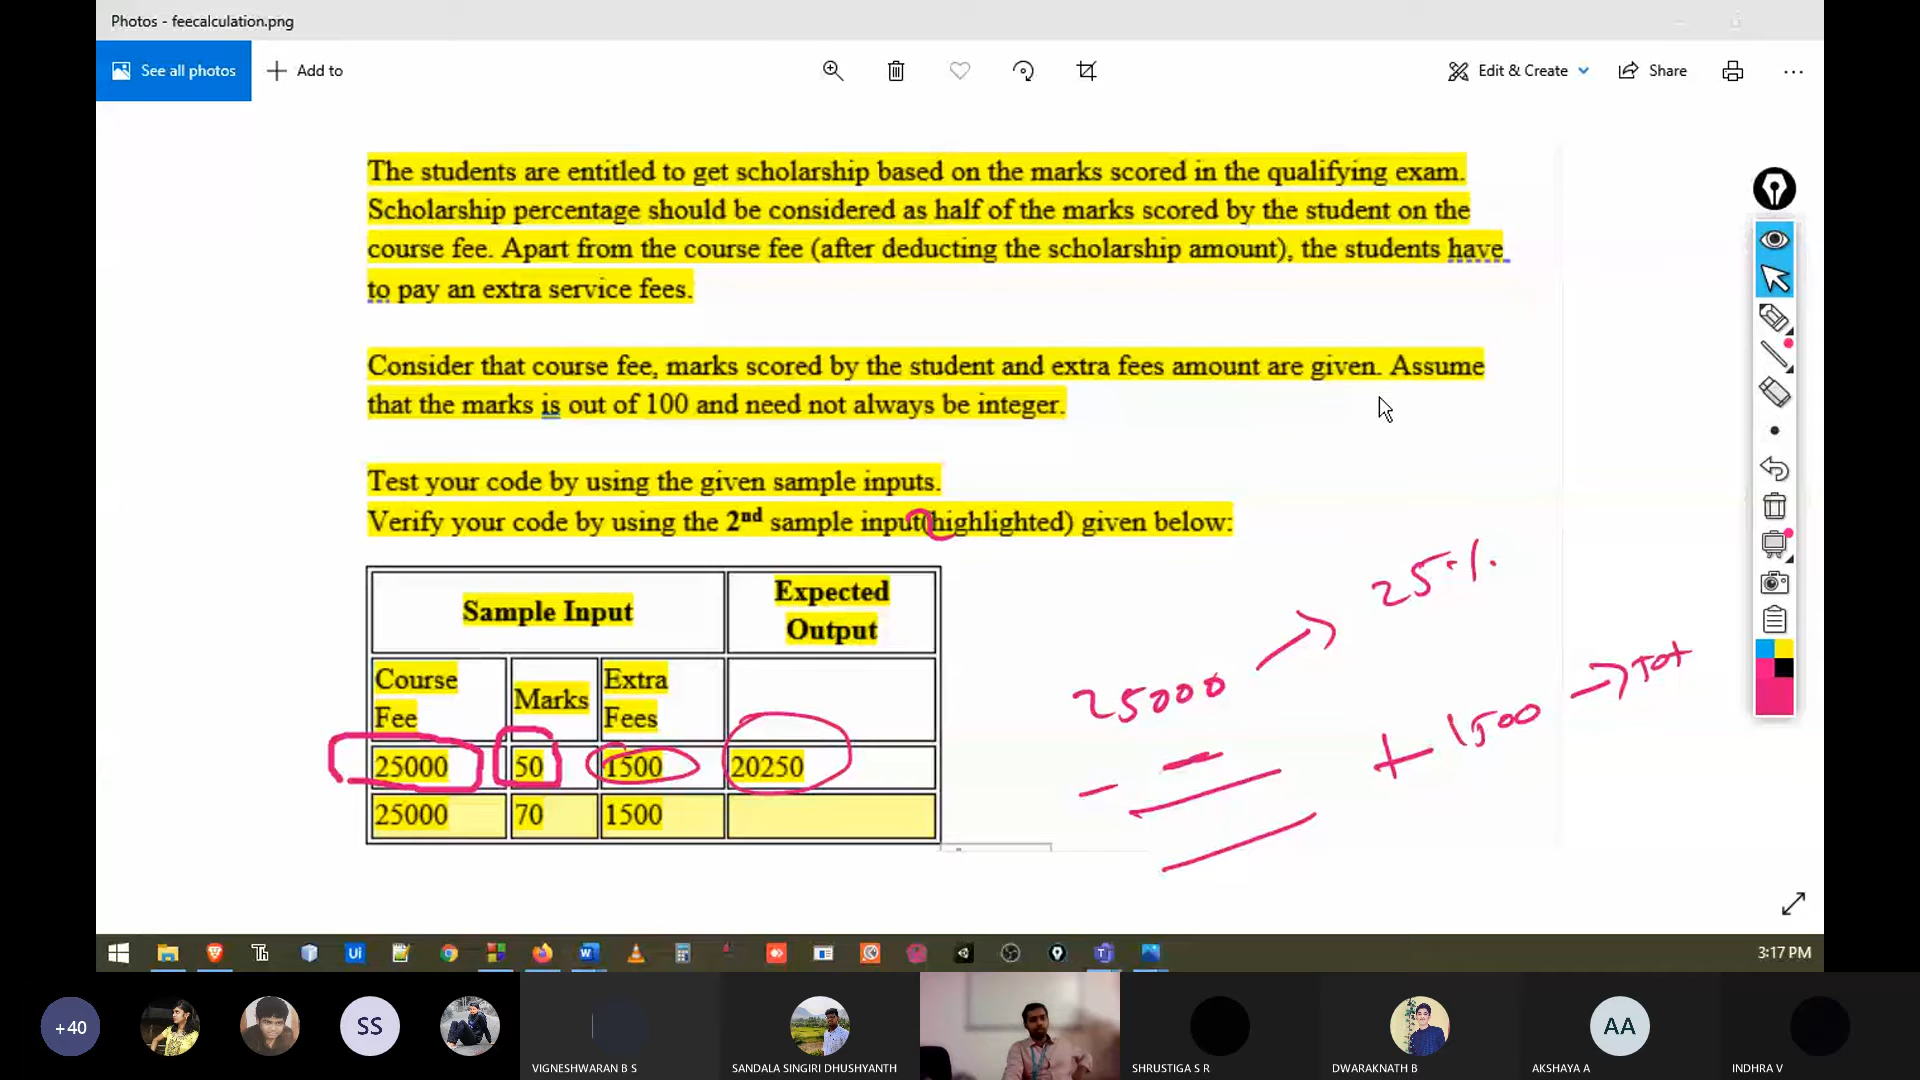 Photos - feecalculation.png
See all photos
Add to
Edit & Create
Share
The students are entitled to get scholarship based on the marks scored in the qualifying exam.
Scholarship percentage should be considered as half of the marks scored by the student on the
course fee. Apart from the course fee (after deducting the scholarship amount), the students have
to pay an extra service fees.
Consider that course fee, marks scored by the student and extra fees amount are given. Assume
that the marks is out of 100 and need not always be integer.
Test your code by using the given sample inputs.
Verify your code by using the 2nd sample input(highlighted) given below:
Sample Input Expected Output
Course Fee Marks Extra Fees
25000 50 1500 20250
25000 70 1500
25%
25000
+ 1500 Tot
3:17 PM
+40
SS
AA
VIGNESHWARAN B S
SANDALA SINGIRI DHUSHYANTH
SHRUSTIGA S R
DWARAKNATH B
AKSHAYA A
INDHRA V